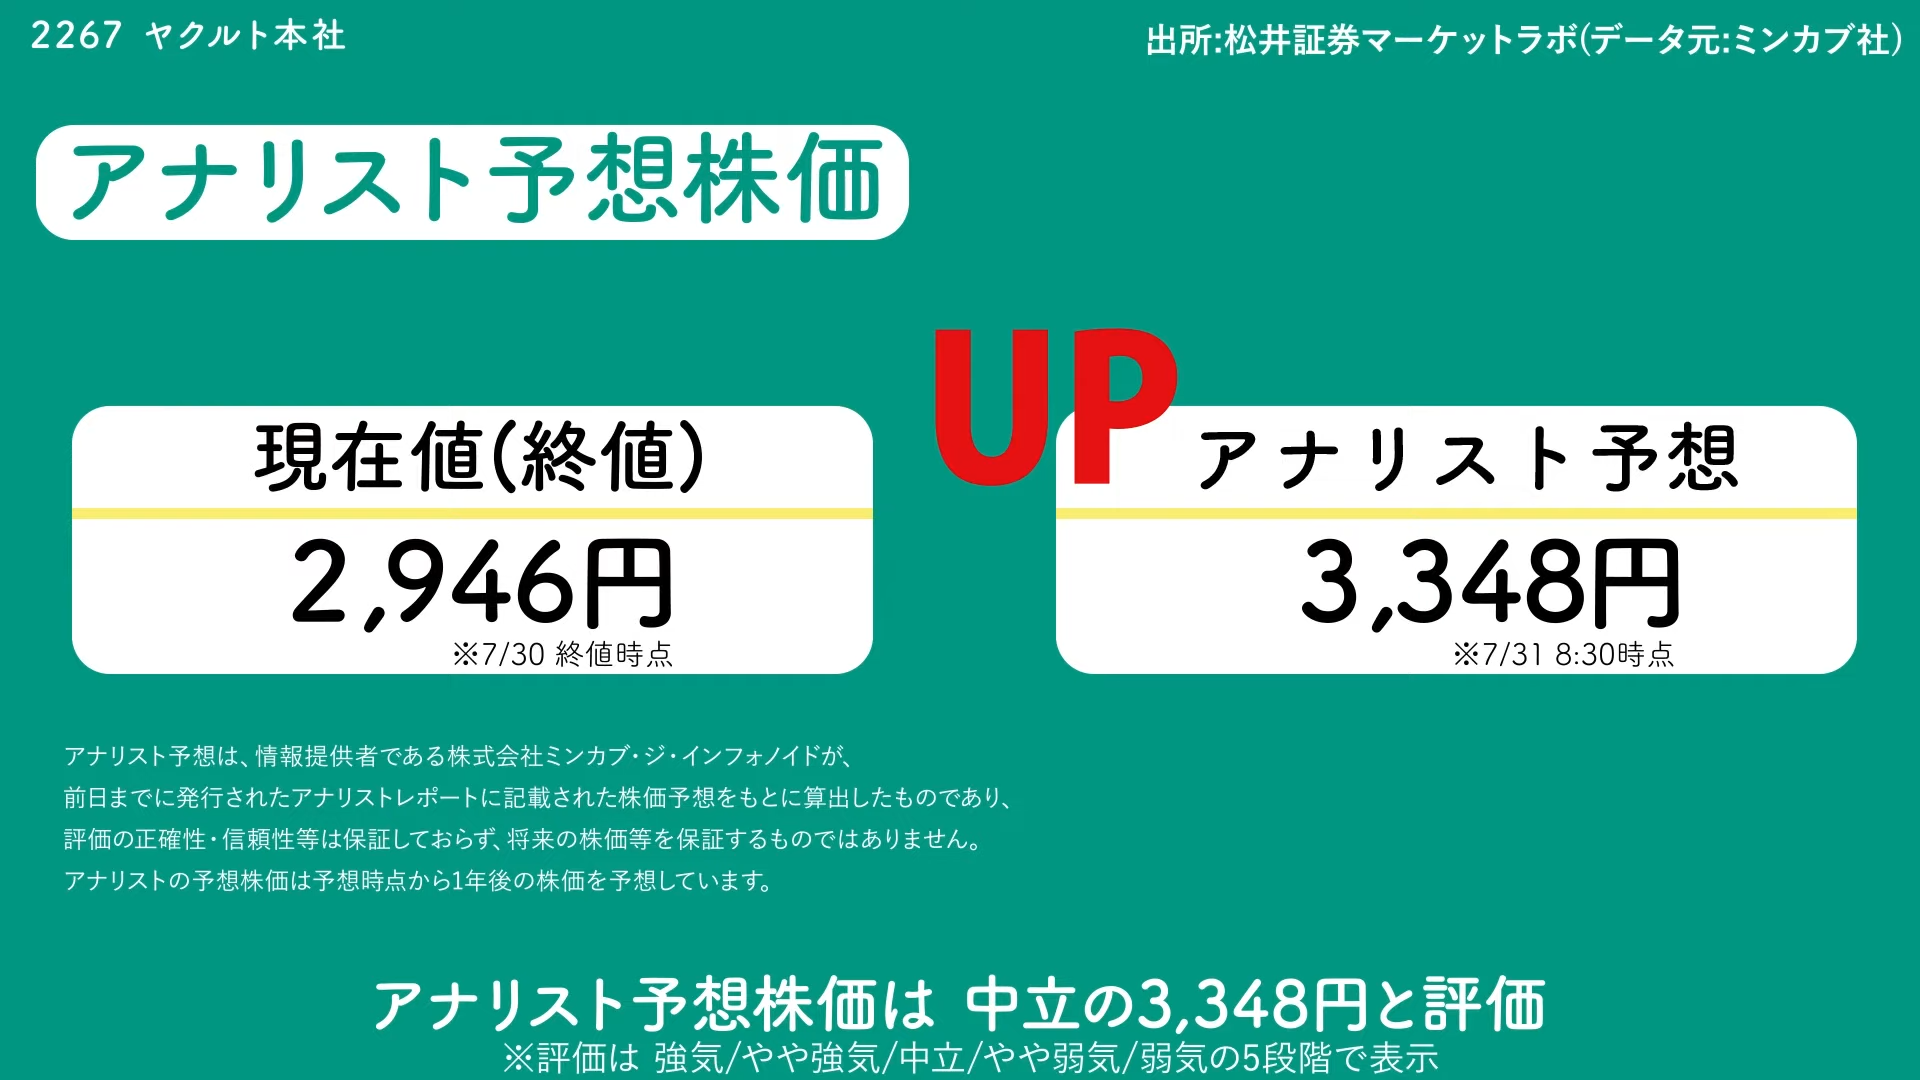 2267 ヤクルト本社
出所:松井証券マーケットラボ(データ元:ミンカブ社)
アナリスト予想株価
UP
現在値(終値)
2,946円
※7/30 終値時点
アナリスト予想
3,348円
※7/31 8:30時点
アナリスト予想は、情報提供者である株式会社ミンカブ・ジ・インフォノイドが、
前日までに発行されたアナリストレポートに記載された株価予想をもとに算出したものであり、
評価の正確性・信頼性等は保証しておらず、将来の株価等を保証するものではありません。
アナリストの予想株価は予想時点から1年後の株価を予想しています。
アナリスト予想株価は 中立の3,348円と評価
※評価は 強気/やや強気/中立/やや弱気/弱気の5段階で表示